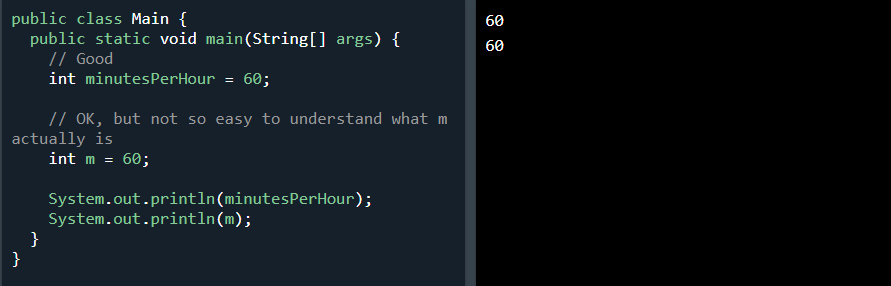 public class Main {
  public static void main(String[] args) {
    // Good
    int minutesPerHour = 60;

    // OK, but not so easy to understand what m
actually is
    int m = 60;

    System.out.println(minutesPerHour);
    System.out.println(m);
  }
}
60
60